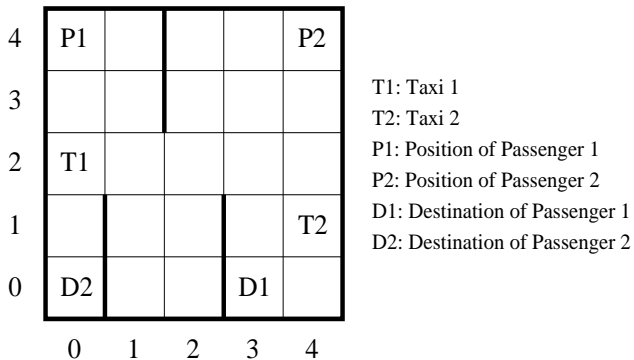 4 P1 P2
3
2 T1
1 T2
0 D2 D1
0 1 2 3 4
T1: Taxi 1
T2: Taxi 2
P1: Position of Passenger 1
P2: Position of Passenger 2
D1: Destination of Passenger 1
D2: Destination of Passenger 2